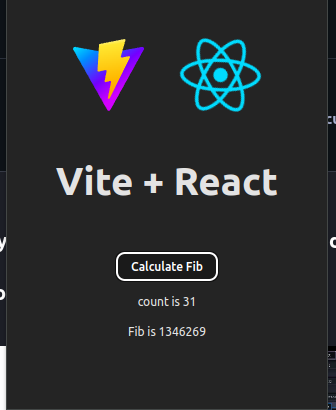 Vite + React
Calculate Fib
count is 31
Fib is 1346269